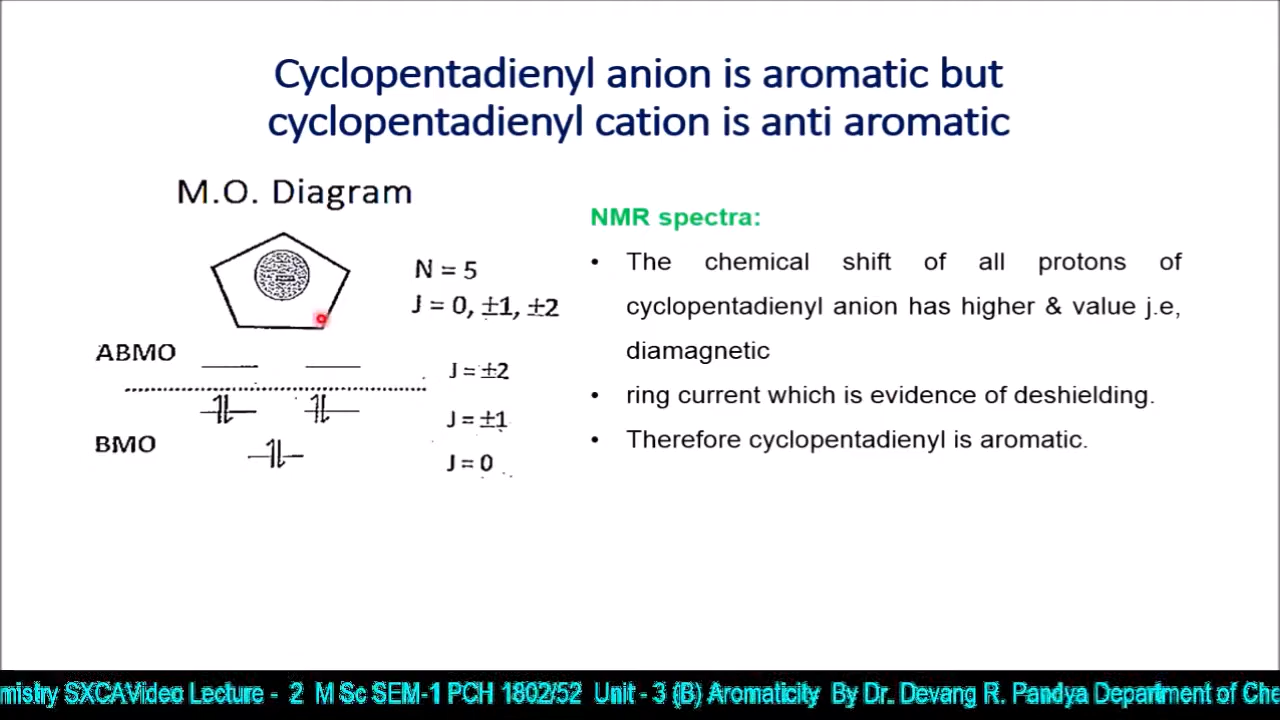 Cyclopentadienyl anion is aromatic but
cyclopentadienyl cation is anti aromatic
M.O. Diagram
N = 5
J = 0, ±1, ±2
ABMO
J = ±2
J = ±1
BMO
J = 0
NMR spectra:
• The chemical shift of all protons of
cyclopentadienyl anion has higher & value j.e,
diamagnetic
• ring current which is evidence of deshielding.
• Therefore cyclopentadienyl is aromatic.
mistry SXCAVideo Lecture - 2 M Sc SEM-1 PCH 1802/52 Unit - 3 (B) Aromaticity By Dr. Devang R. Pandya Department of Che